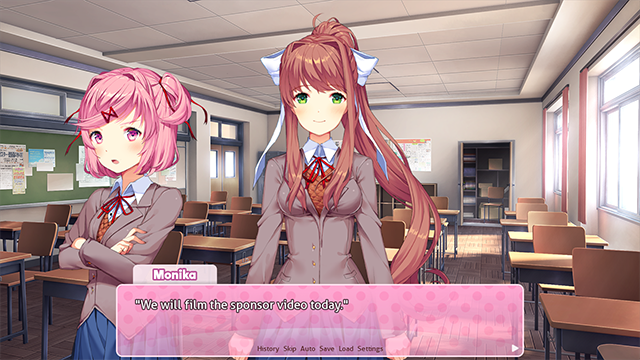 Monika
"We will film the sponsor video today."
History Skip Auto Save Load Settings